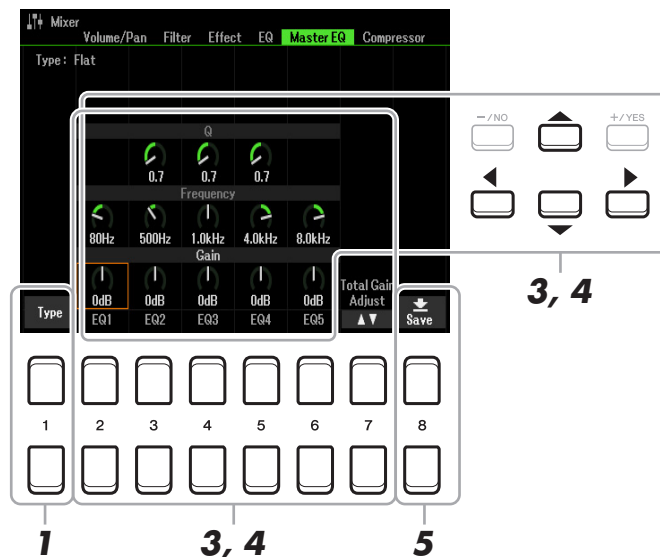 Mixer
Volume/Pan Filter Effect EQ Master EQ Compressor
Type: Flat
Q
0.7 0.7 0.7
Frequency
80Hz 500Hz 1.0kHz 4.0kHz 8.0kHz
Gain
0dB 0dB 0dB 0dB 0dB
Total Gain
Adjust
Type EQ1 EQ2 EQ3 EQ4 EQ5 ▲▼ Save
−/NO +/YES
3, 4
1 2 3 4 5 6 7 8
1 3, 4 5